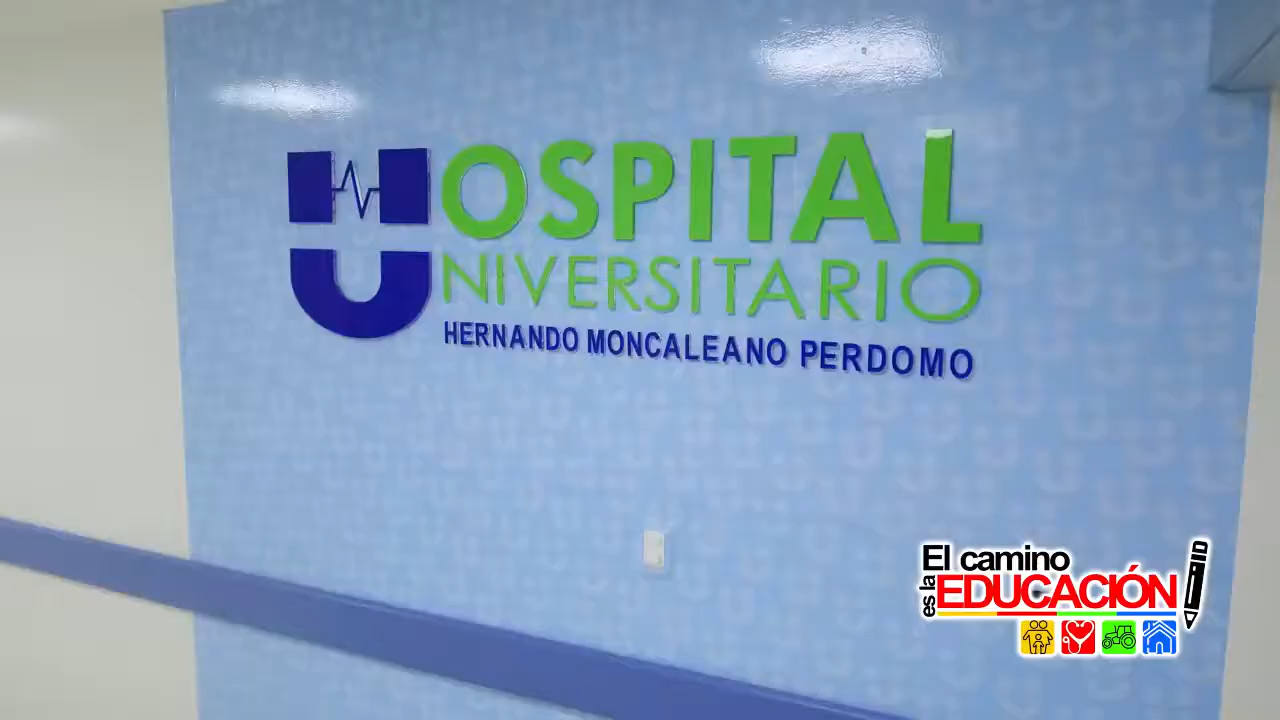 HOSPITAL
UNIVERSITARIO
HERNANDO MONCALEANO PERDOMO
El camino
es la
EDUCACIÓN